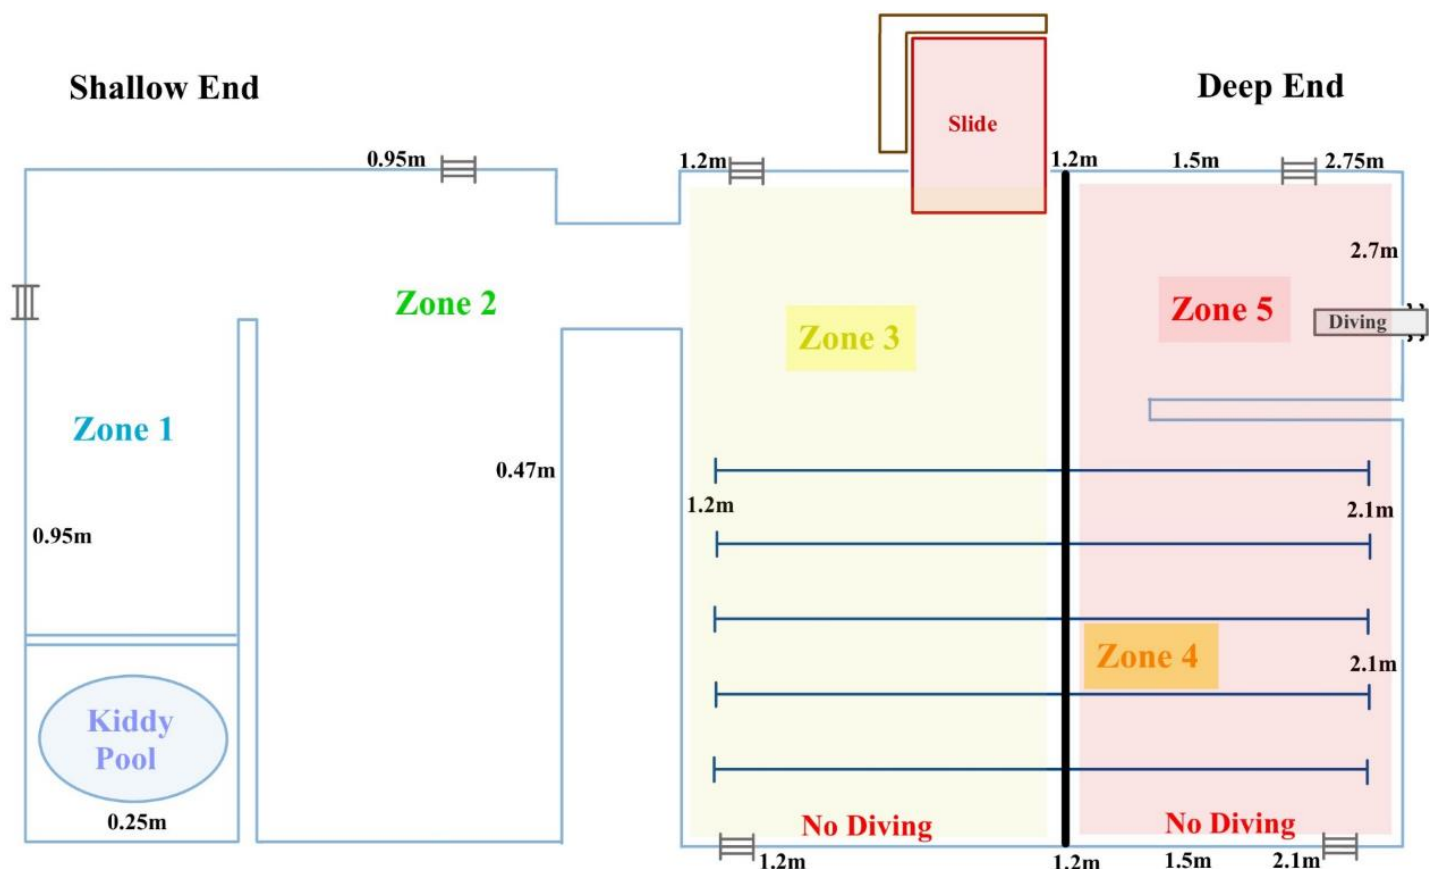 Shallow End
Deep End
Slide
0.95m
1.2m
1.2m
1.5m
2.75m
2.7m
Zone 2
Zone 3
Zone 5
Diving
Zone 1
0.47m
1.2m
2.1m
0.95m
Zone 4
2.1m
Kiddy
Pool
0.25m
No Diving
No Diving
1.2m
1.2m
1.5m
2.1m